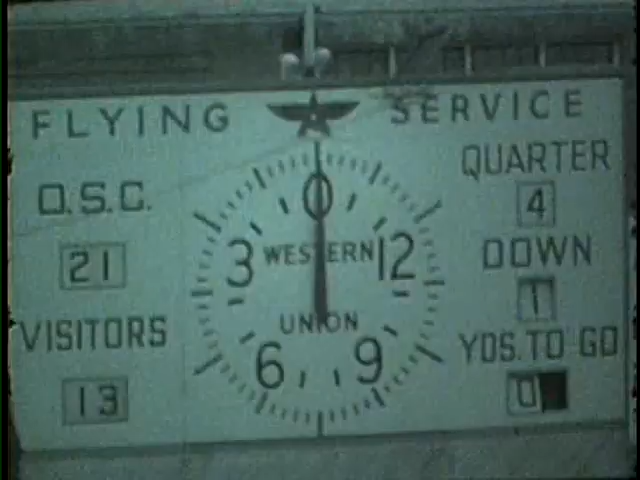 FLYING SERVICE
O.S.C.
21
VISITORS
13
0
3 WESTERN 12
UNION
6 9
QUARTER
4
DOWN
1
YDS. TO GO
0